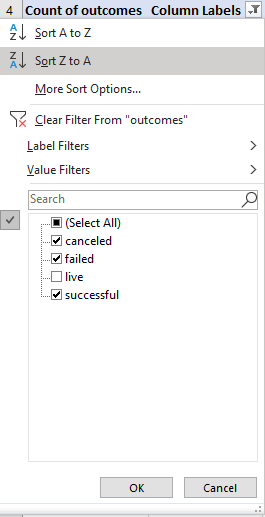 4 Count of outcomes Column Labels
Sort A to Z
Sort Z to A
More Sort Options...
Clear Filter From "outcomes"
Label Filters
Value Filters
Search
(Select All)
canceled
failed
live
successful
OK Cancel